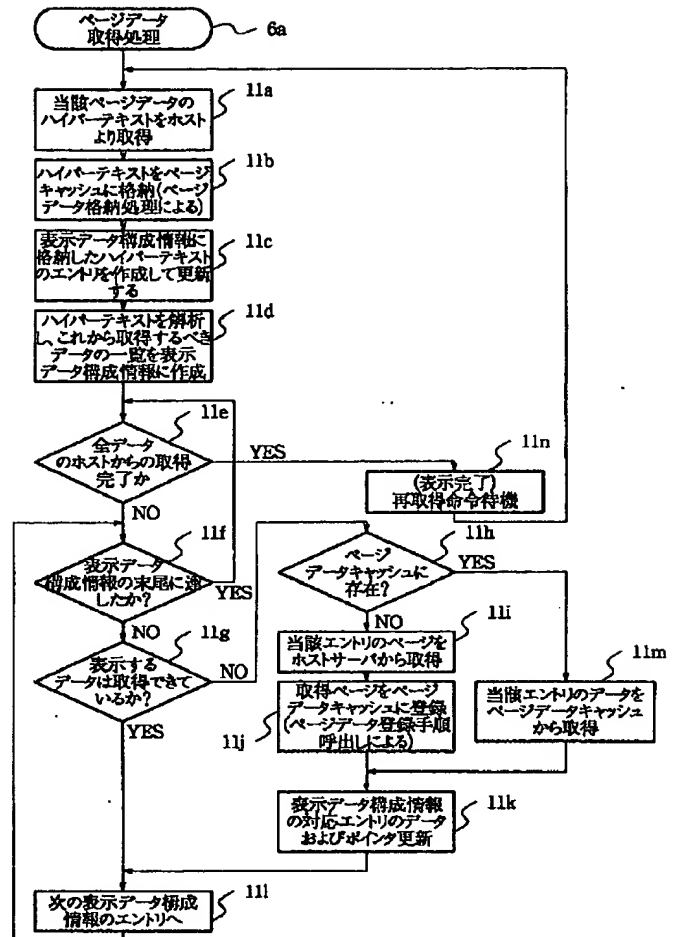 ページデータ
取得処理
6a
当該ページデータの
ハイパーテキストをホスト
より取得
11a
ハイパーテキストをページ
キャッシュに格納(ページ
データ格納処理による)
11b
表示データ構成情報に
格納したハイパーテキスト
のエントリを作成して更新
する
11c
ハイパーテキストを解析
し、これから取得するべき
データの一覧を表示
データ構成情報に作成
11d
全データ
のホストからの取得
完了か
11e
YES
NO
(表示完了)
再取得命令待機
11n
表示データ
構成情報の末尾に達
したか?
11f
YES
NO
表示する
データは取得できて
いるか?
11g
NO
YES
ページ
データキャッシュに
存在?
11h
YES
NO
当該エントリのページを
ホストサーバから取得
11i
取得ページをページ
データキャッシュに登録
(ページデータ登録手順
呼出しによる)
11j
当該エントリのデータを
ページデータキャッシュ
から取得
11m
表示データ構成情報
の対応エントリのデータ
およびポインタ更新
11k
次の表示データ構成
情報のエントリへ
11l